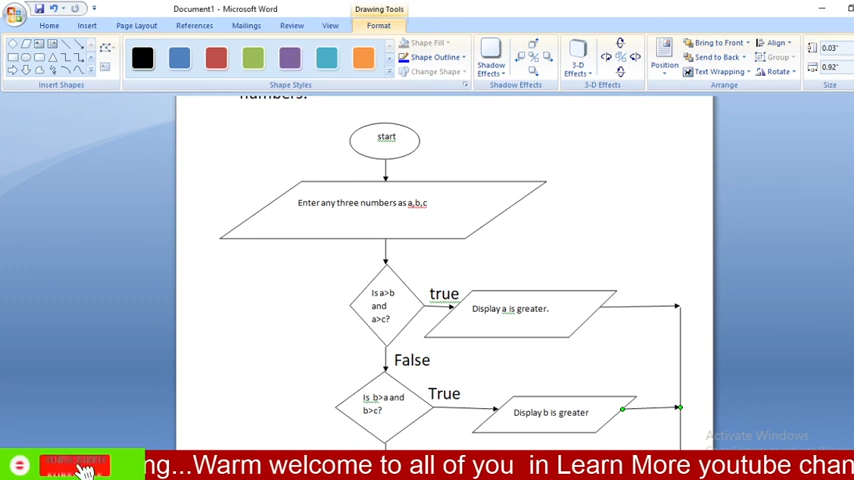 Document1 - Microsoft Word
Drawing Tools
Home
Insert
Page Layout
References
Mailings
Review
View
Format
Shape Fill
Shape Outline
Change Shape
Shadow Effects
3-D Effects
Position
Bring to Front
Send to Back
Text Wrapping
Align
Group
Rotate
0.03"
0.92"
Insert Shapes
Shape Styles
Shadow Effects
3-D Effects
Arrange
Size
numbers.
start
Enter any three numbers as a,b,c
Is a>b
and
a>c?
true
Display a is greater.
False
Is b>a and
b>c?
True
Display b is greater
Activate Windows
ng...Warm welcome to all of you in Learn More youtube chan